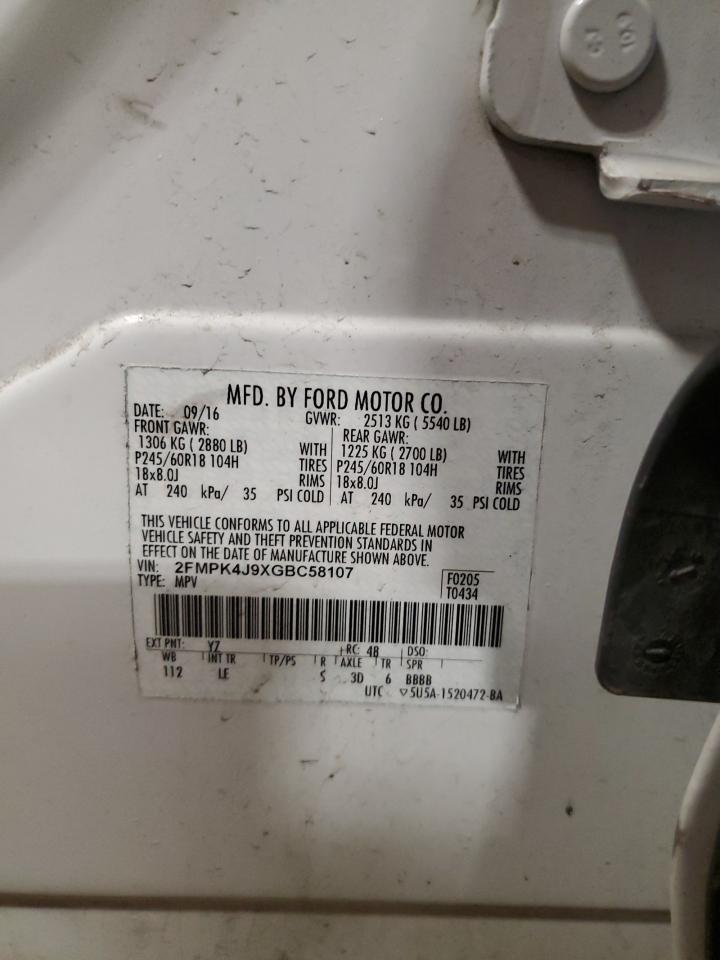 MFD. BY FORD MOTOR CO.
DATE: 09/16 GVWR: 2513 KG ( 5540 LB)
FRONT GAWR: REAR GAWR:
1306 KG ( 2880 LB) WITH 1225 KG ( 2700 LB) WITH
P245/60R18 104H TIRES P245/60R18 104H TIRES
18x8.0J RIMS 18x8.0J RIMS
AT 240 kPa/ 35 PSI COLD AT 240 kPa/ 35 PSI COLD
THIS VEHICLE CONFORMS TO ALL APPLICABLE FEDERAL MOTOR
VEHICLE SAFETY AND THEFT PREVENTION STANDARDS IN
EFFECT ON THE DATE OF MANUFACTURE SHOWN ABOVE.
VIN: 2FMPK4J9XGBC58107
TYPE: MPV
F0205
T0434
EXT PNT: YZ RC: 48 DSO:
WB INT TR TP/PS R AXLE TR SPR
112 LE S 3D 6 BBBB
UTC ▽5U5A-1520472-BA